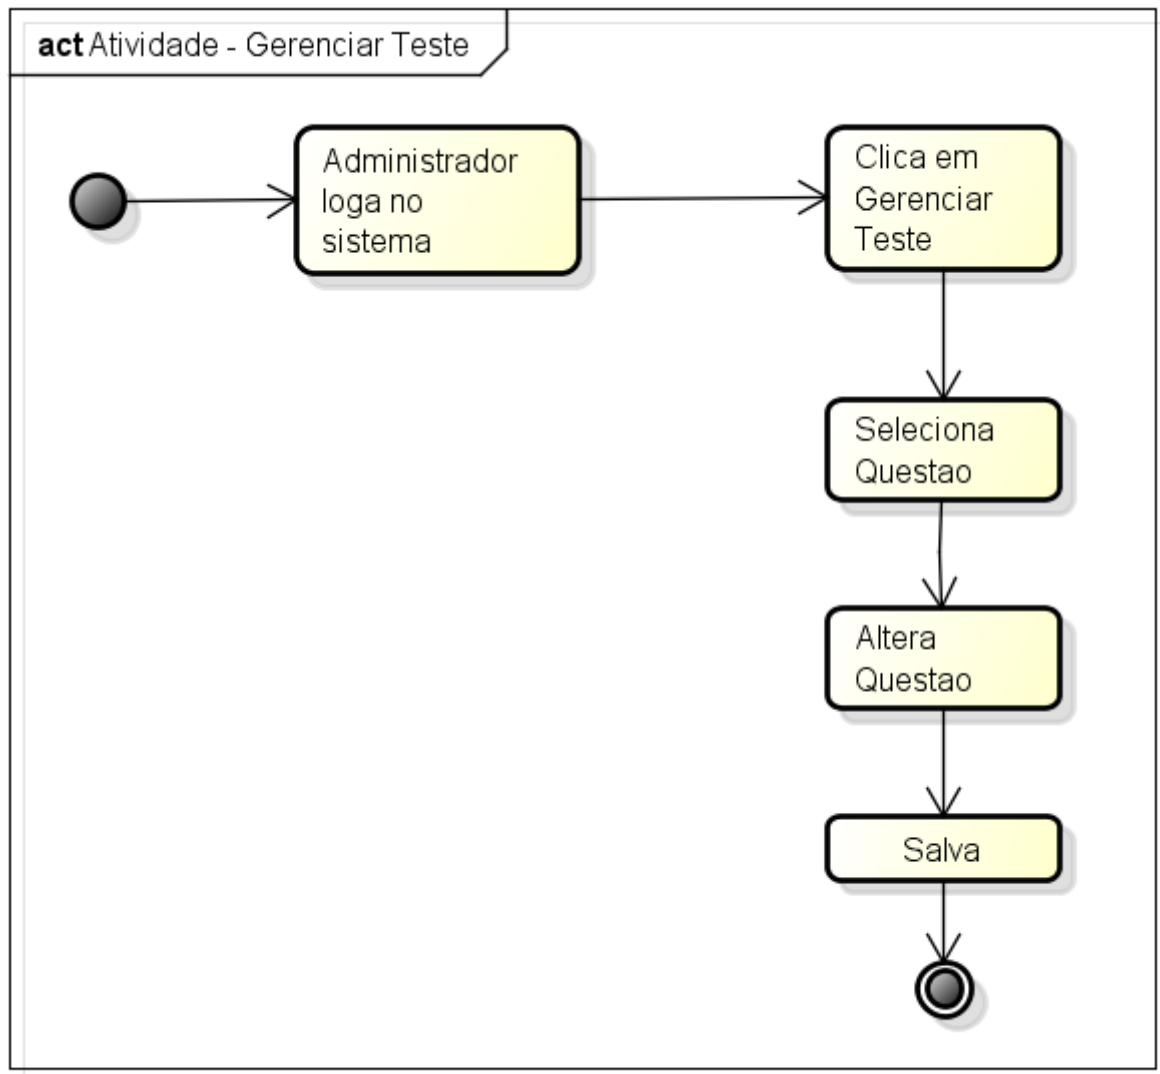 act Atividade - Gerenciar Teste
Administrador
loga no
sistema
Clica em
Gerenciar
Teste
Seleciona
Questao
Altera
Questao
Salva